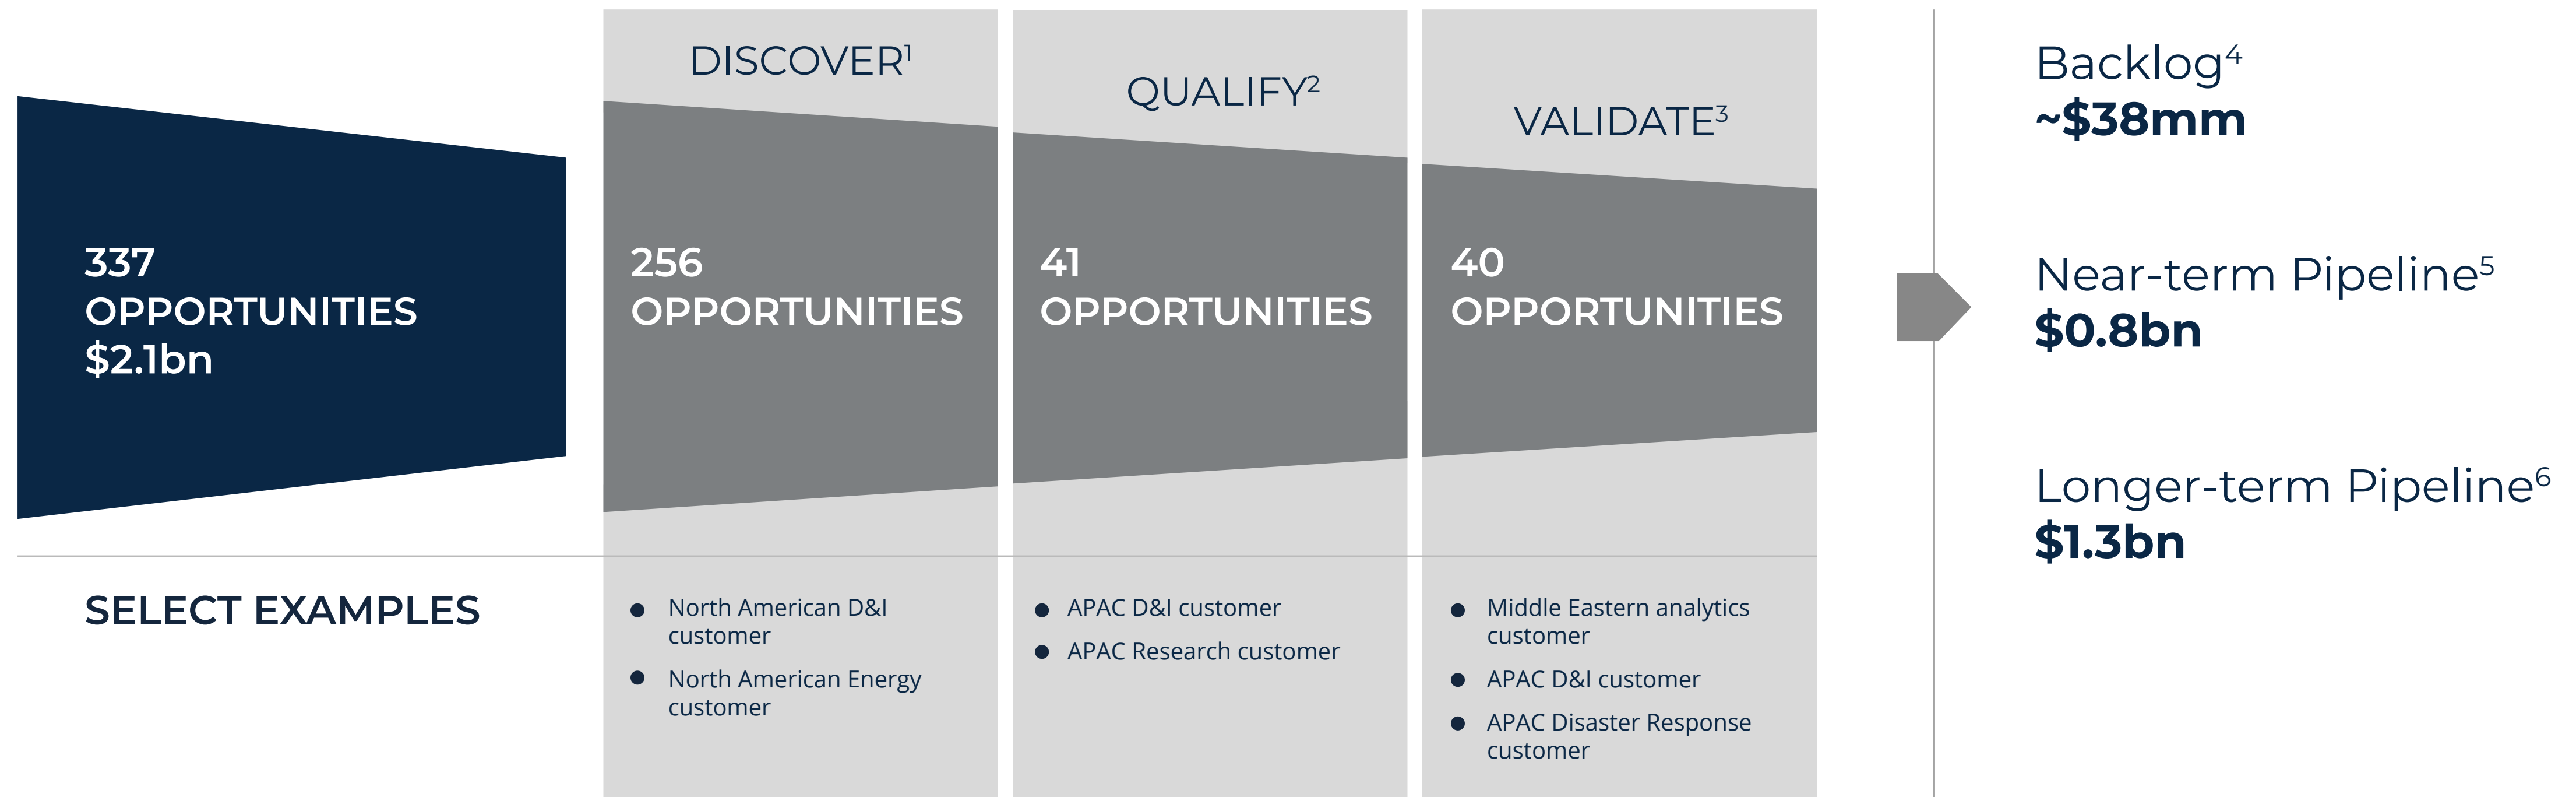 337
OPPORTUNITIES
$2.1bn
DISCOVER¹
256
OPPORTUNITIES
QUALIFY²
41
OPPORTUNITIES
VALIDATE³
40
OPPORTUNITIES
Backlog⁴
~$38mm
Near-term Pipeline⁵
$0.8bn
Longer-term Pipeline⁶
$1.3bn
SELECT EXAMPLES
● North American D&I
customer
● North American Energy
customer
● APAC D&I customer
● APAC Research customer
● Middle Eastern analytics
customer
● APAC D&I customer
● APAC Disaster Response
customer